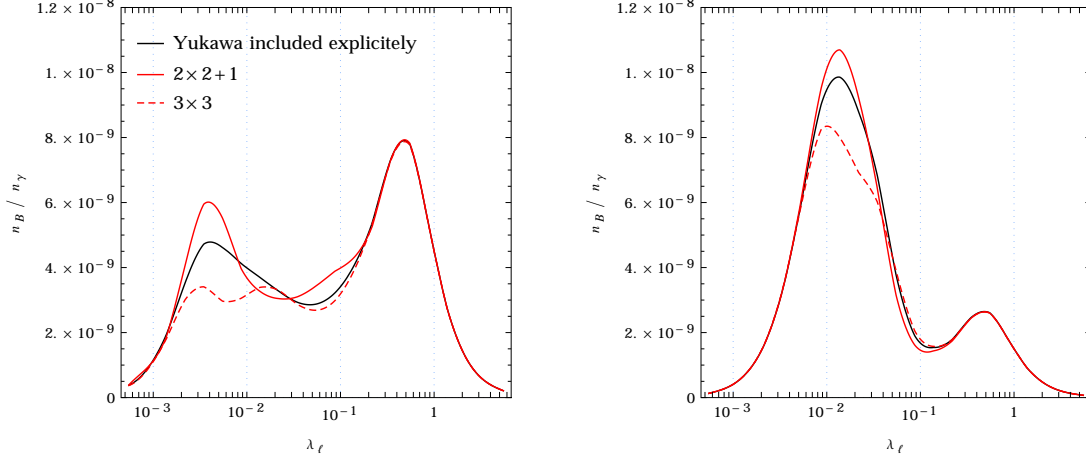 1.2 × 10⁻⁸
1. × 10⁻⁸
8. × 10⁻⁹
6. × 10⁻⁹
4. × 10⁻⁹
2. × 10⁻⁹
0
n_B / n_γ
Yukawa included explicitely
2×2+1
3×3
10⁻³ 10⁻² 10⁻¹ 1
λ_ℓ
1.2 × 10⁻⁸
1. × 10⁻⁸
8. × 10⁻⁹
6. × 10⁻⁹
4. × 10⁻⁹
2. × 10⁻⁹
0
n_B / n_γ
10⁻³ 10⁻² 10⁻¹ 1
λ_ℓ